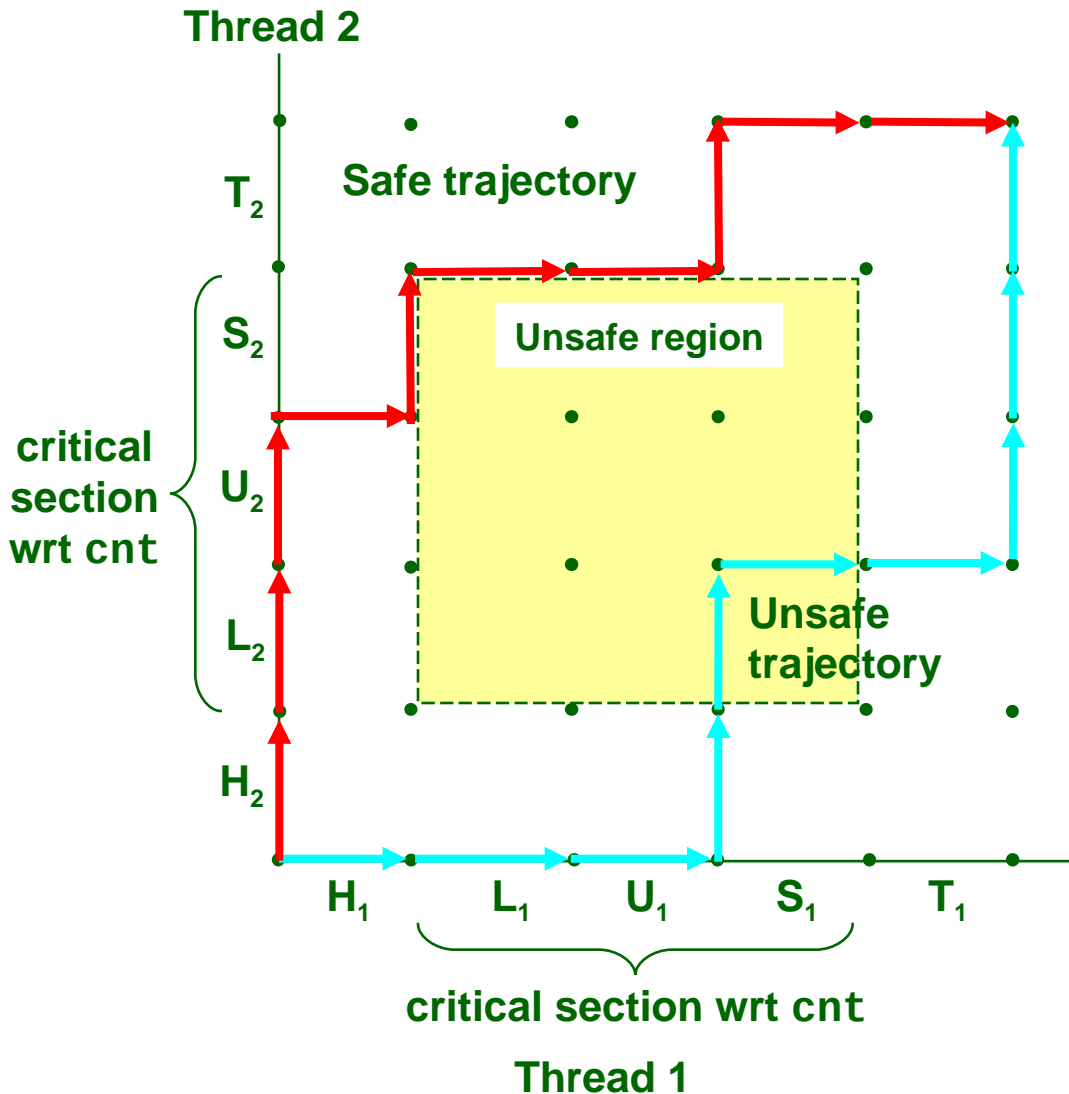 Thread 2
T₂
Safe trajectory
S₂
Unsafe region
critical
section
wrt cnt
U₂
L₂
Unsafe
trajectory
H₂
H₁
L₁
U₁
S₁
T₁
critical section wrt cnt
Thread 1